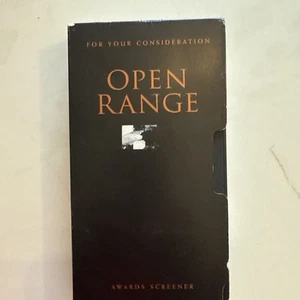 FOR YOUR CONSIDERATION
OPEN
RANGE
AWARDS SCREENER